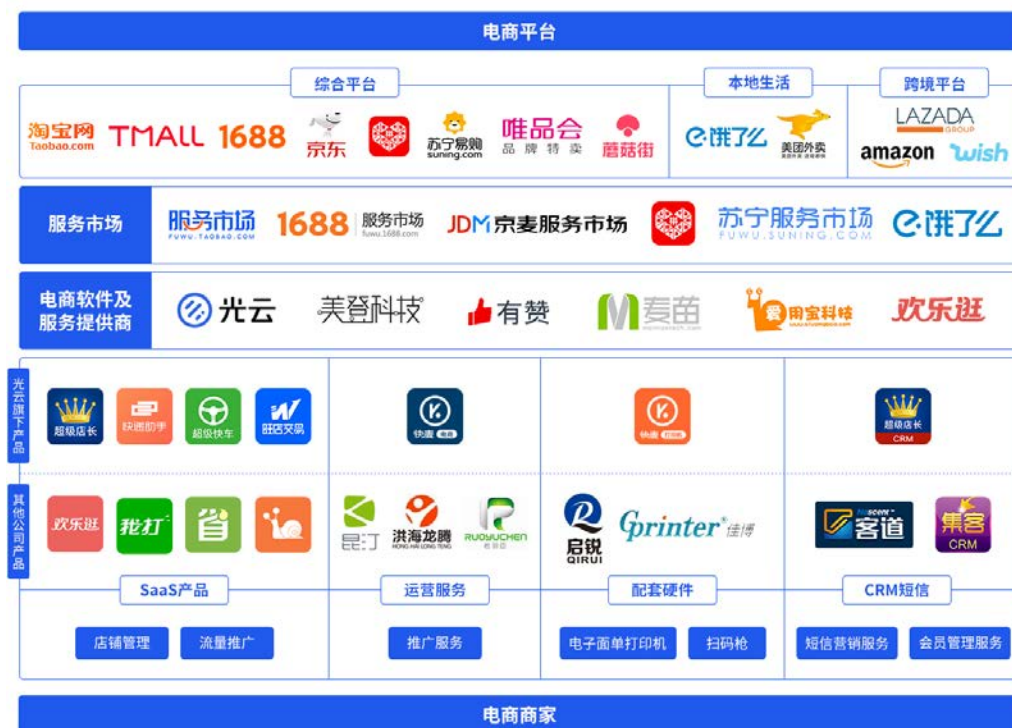 电商平台
综合平台
本地生活
跨境平台
淘宝网
Taobao.com
TMALL
1688
京东
苏宁易购
suning.com
唯品会
品牌特卖
蘑菇街
e·饿了么
美团外卖
LAZADA
GROUP
amazon
wish
服务市场
服务市场
FUWU.TAOBAO.COM
1688
服务市场
fuwu.1688.com
JDM京麦服务市场
苏宁服务市场
FUWU.SUNING.COM
e·饿了么
电商软件及
服务提供商
光云
美登科技
有赞
麦苗
爱用宝科技
欢乐逛
光云旗下产品
超级店长
快递助手
超级快车
旺店交易
快麦 电商
快麦 打印机
超级店长
CRM
其他公司产品
欢乐逛
我打
省
昆汀
洪海龙腾
HONG HAI LONG TENG
RUOYUCHEN
若羽臣
启锐
QIRUI
Gprinter 佳博
客道
集客
CRM
SaaS产品
运营服务
配套硬件
CRM短信
店铺管理
流量推广
推广服务
电子面单打印机
扫码枪
短信营销服务
会员管理服务
电商商家